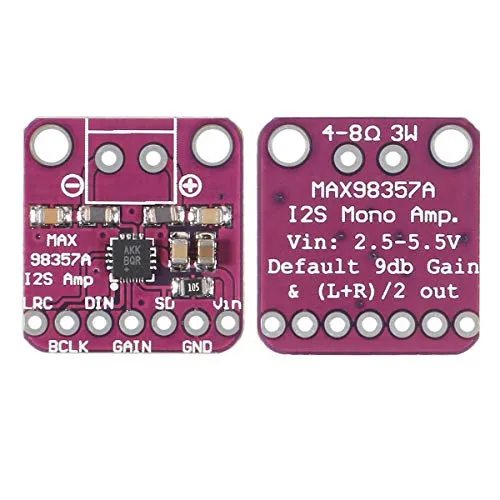 ⊖ ⊕
MAX
98357A
I2S Amp
AKK
BQR
105
LRC DIN SD Vin
BCLK GAIN GND
4-8Ω 3W
MAX98357A
I2S Mono Amp.
Vin: 2.5-5.5V
Default 9db Gain
& (L+R)/2 out